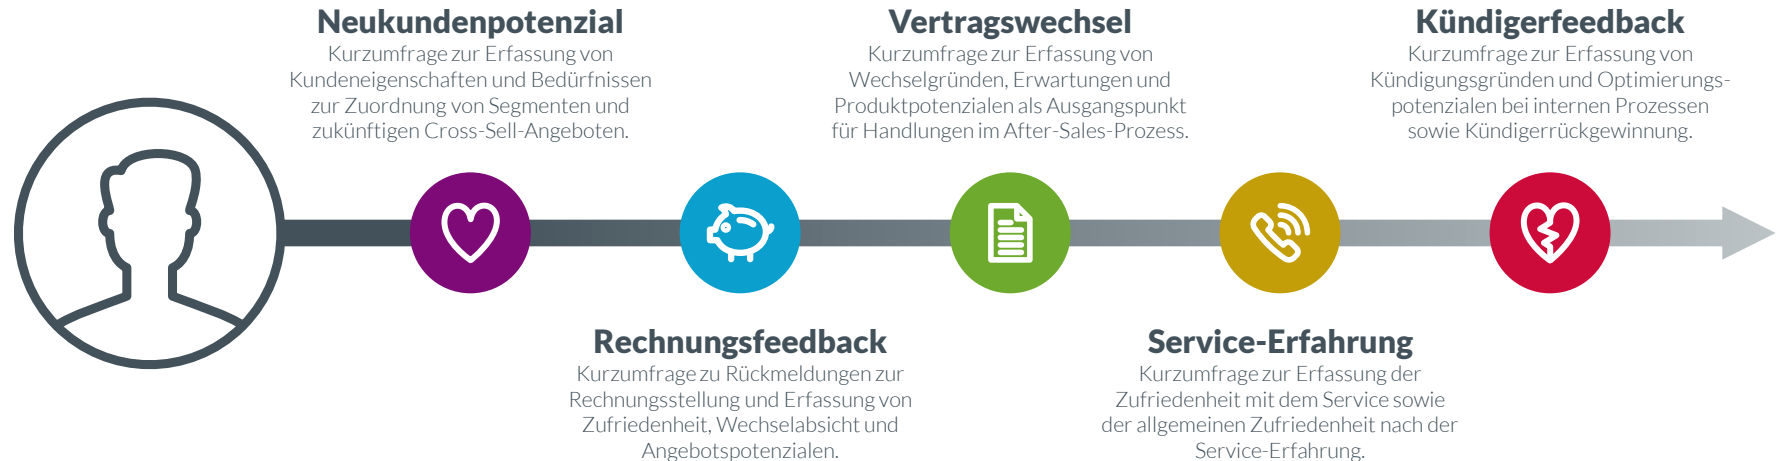 Neukundenpotenzial
Kurzumfrage zur Erfassung von
Kundeneigenschaften und Bedürfnissen
zur Zuordnung von Segmenten und
zukünftigen Cross-Sell-Angeboten.
Vertragswechsel
Kurzumfrage zur Erfassung von
Wechselgründen, Erwartungen und
Produktpotenzialen als Ausgangspunkt
für Handlungen im After-Sales-Prozess.
Kündigerfeedback
Kurzumfrage zur Erfassung von
Kündigungsgründen und Optimierungs-
potenzialen bei internen Prozessen
sowie Kündigerrückgewinnung.
Rechnungsfeedback
Kurzumfrage zu Rückmeldungen zur
Rechnungsstellung und Erfassung von
Zufriedenheit, Wechselabsicht und
Angebotspotenzialen.
Service-Erfahrung
Kurzumfrage zur Erfassung der
Zufriedenheit mit dem Service sowie
der allgemeinen Zufriedenheit nach der
Service-Erfahrung.